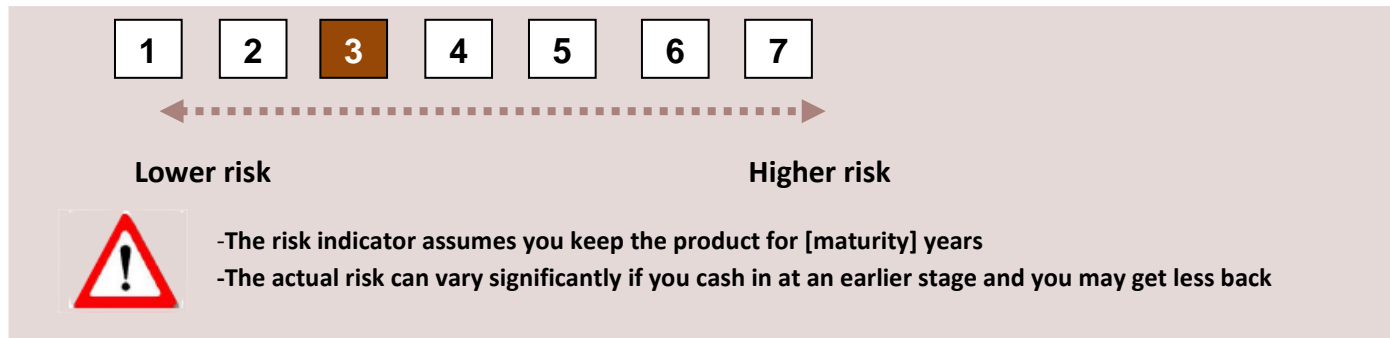 1 2 3 4 5 6 7
Lower risk Higher risk
-The risk indicator assumes you keep the product for [maturity] years
-The actual risk can vary significantly if you cash in at an earlier stage and you may get less back